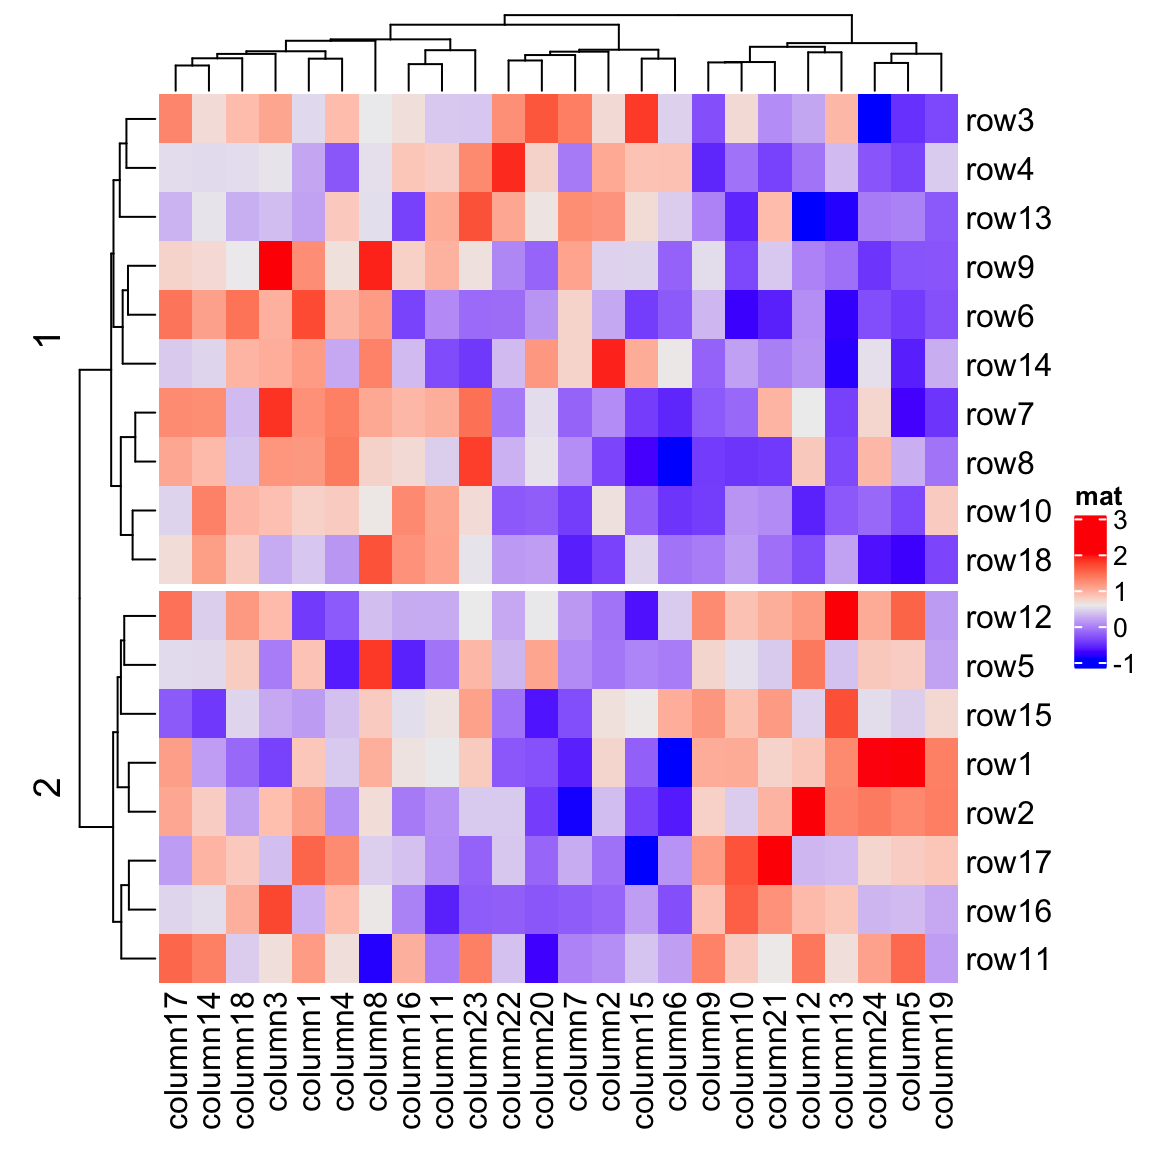 row3
row4
row13
row9
row6
row14
row7
row8
row10
row18
row12
row5
row15
row1
row2
row17
row16
row11
1
2
mat
3
2
1
0
-1
column17
column14
column18
column3
column1
column4
column8
column16
column11
column23
column22
column20
column7
column2
column15
column6
column9
column10
column21
column12
column13
column24
column5
column19